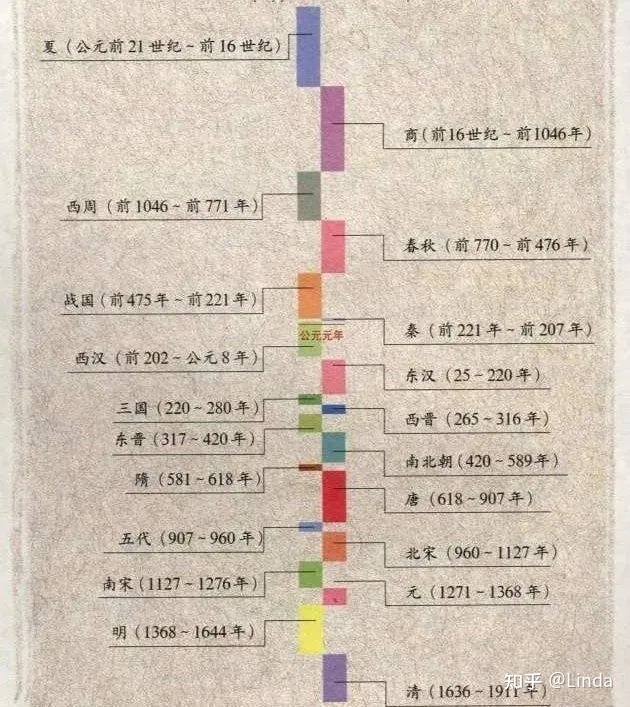 夏（公元前21世纪~前16世纪）
商（前16世纪~前1046年）
西周（前1046~前771年）
春秋（前770~前476年）
战国（前475年~前221年）
秦（前221年~前207年）
公元元年
西汉（前202~公元8年）
东汉（25-220年）
三国（220~280年）
西晋（265~316年）
东晋（317~420年）
南北朝（420~589年）
隋（581~618年）
唐（618~907年）
五代（907~960年）
北宋（960~1127年）
南宋（1127~1276年）
元（1271~1368年）
明（1368~1644年）
清（1636~1911年）
知乎 @Linda